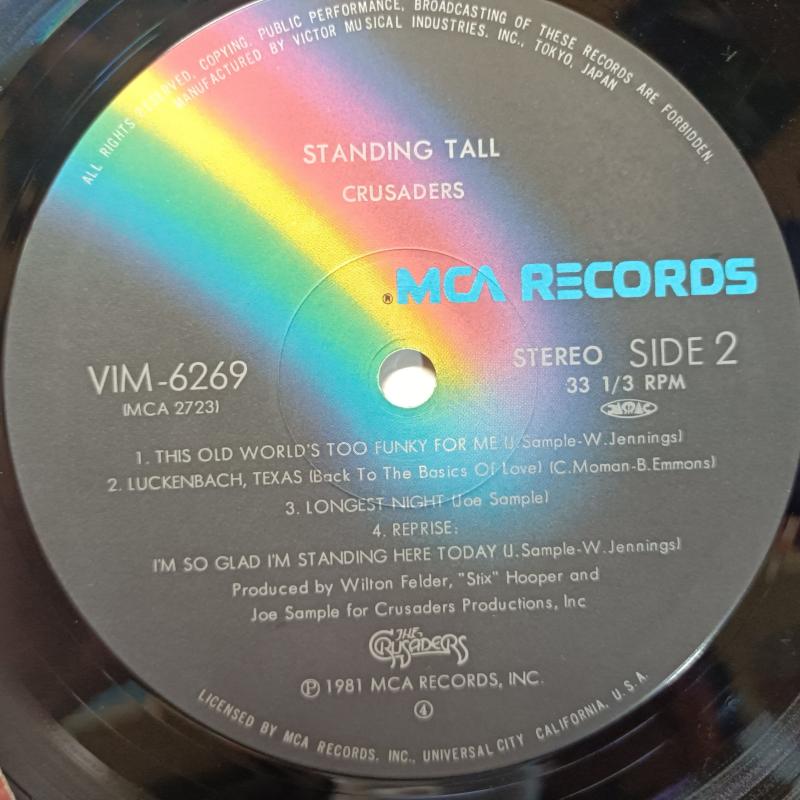 ALL RIGHTS RESERVED, COPYING, PUBLIC PERFORMANCE, BROADCASTING OF THESE RECORDS ARE FORBIDDEN.
MANUFACTURED BY VICTOR MUSICAL INDUSTRIES, INC., TOKYO, JAPAN
STANDING TALL
CRUSADERS
®MCA RECORDS
VIM-6269
(MCA 2723)
STEREO SIDE 2
33 1/3 RPM
JASRAC
1. THIS OLD WORLD'S TOO FUNKY FOR ME (J. Sample-W. Jennings)
2. LUCKENBACH, TEXAS (Back To The Basics Of Love) (C.Moman-B.Emmons)
3. LONGEST NIGHT (Joe Sample)
4. REPRISE:
I'M SO GLAD I'M STANDING HERE TODAY (J.Sample-W.Jennings)
Produced by Wilton Felder, "Stix" Hooper and
Joe Sample for Crusaders Productions, Inc
THE CRUSADERS
℗ 1981 MCA RECORDS, INC.
④
LICENSED BY MCA RECORDS, INC., UNIVERSAL CITY CALIFORNIA, U.S.A.